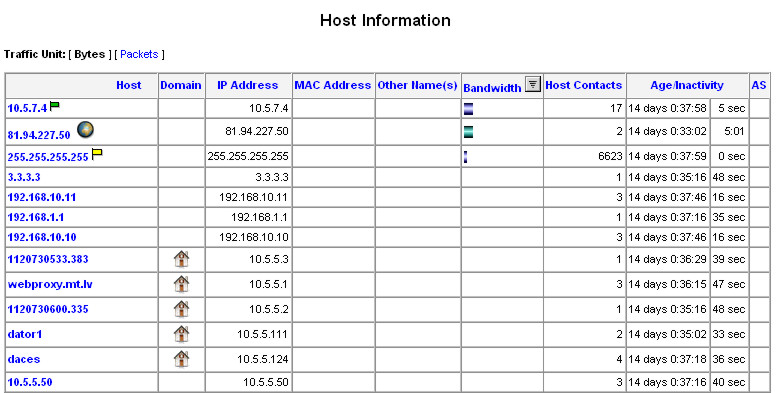 Host Information
Traffic Unit: [ Bytes ] [ Packets ]
Host Domain IP Address MAC Address Other Name(s) Bandwidth Host Contacts Age/Inactivity AS
10.5.7.4 10.5.7.4 17 14 days 0:37:58 5 sec
81.94.227.50 81.94.227.50 2 14 days 0:33:02 5:01
255.255.255.255 255.255.255.255 6623 14 days 0:37:59 0 sec
3.3.3.3 3.3.3.3 1 14 days 0:35:16 48 sec
192.168.10.11 192.168.10.11 3 14 days 0:37:46 16 sec
192.168.1.1 192.168.1.1 1 14 days 0:37:16 35 sec
192.168.10.10 192.168.10.10 3 14 days 0:37:46 16 sec
1120730533.383 10.5.5.3 1 14 days 0:36:29 39 sec
webproxy.mt.lv 10.5.5.1 3 14 days 0:36:15 47 sec
1120730600.335 10.5.5.2 1 14 days 0:35:16 48 sec
dator1 10.5.5.111 2 14 days 0:35:02 33 sec
daces 10.5.5.124 4 14 days 0:37:18 36 sec
10.5.5.50 10.5.5.50 3 14 days 0:37:16 40 sec